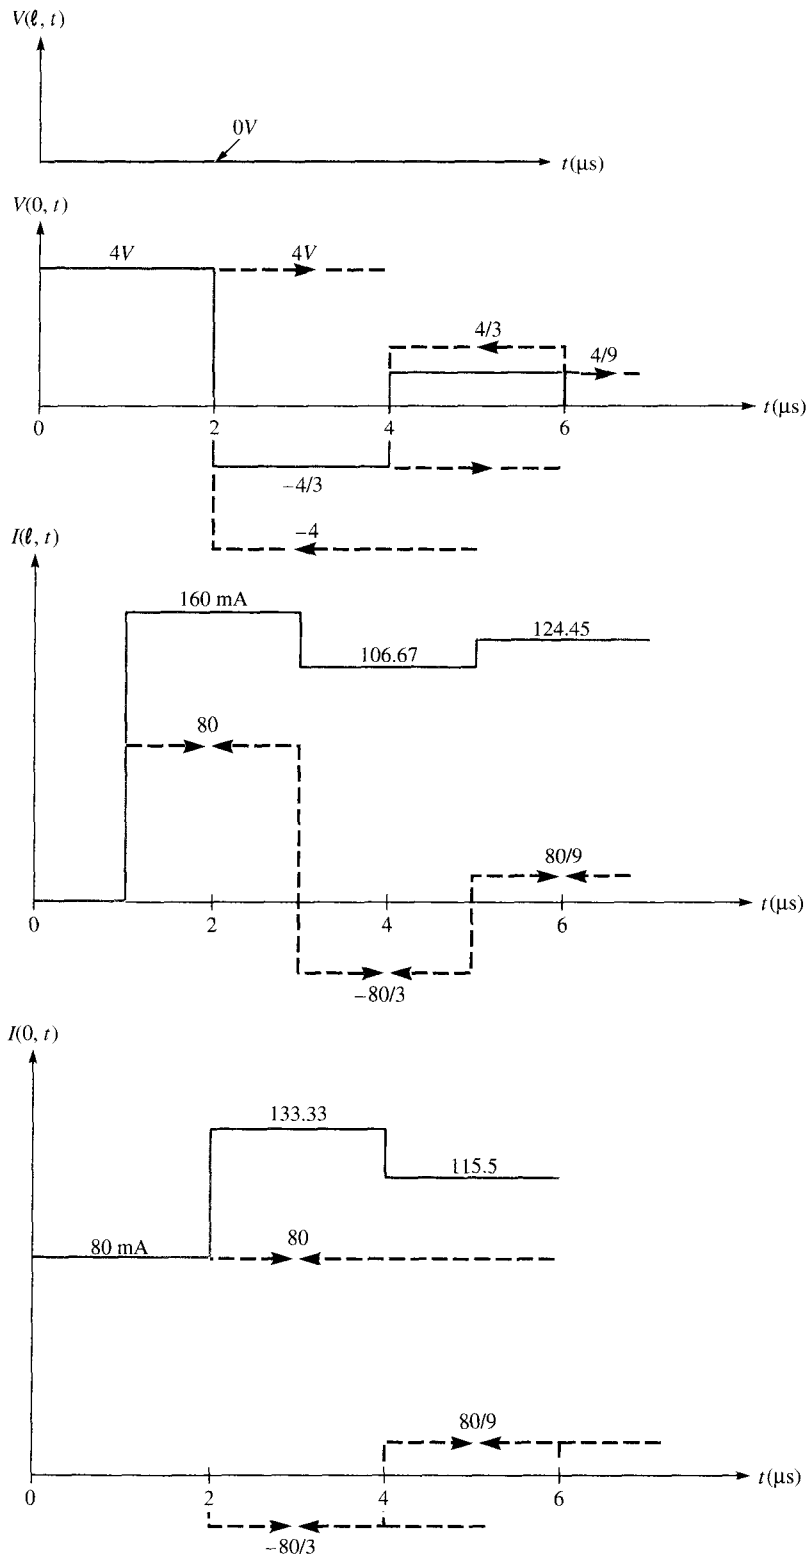 V(ℓ, t)
0V
t(µs)
V(0, t)
4V 4V
4/3
4/9
0 2 4 6 t(µs)
−4/3
−4
I(ℓ, t)
160 mA
124.45
106.67
80
80/9
0 2 4 6 t(µs)
−80/3
I(0, t)
133.33
115.5
80 mA 80
80/9
0 2 4 6 t(µs)
−80/3